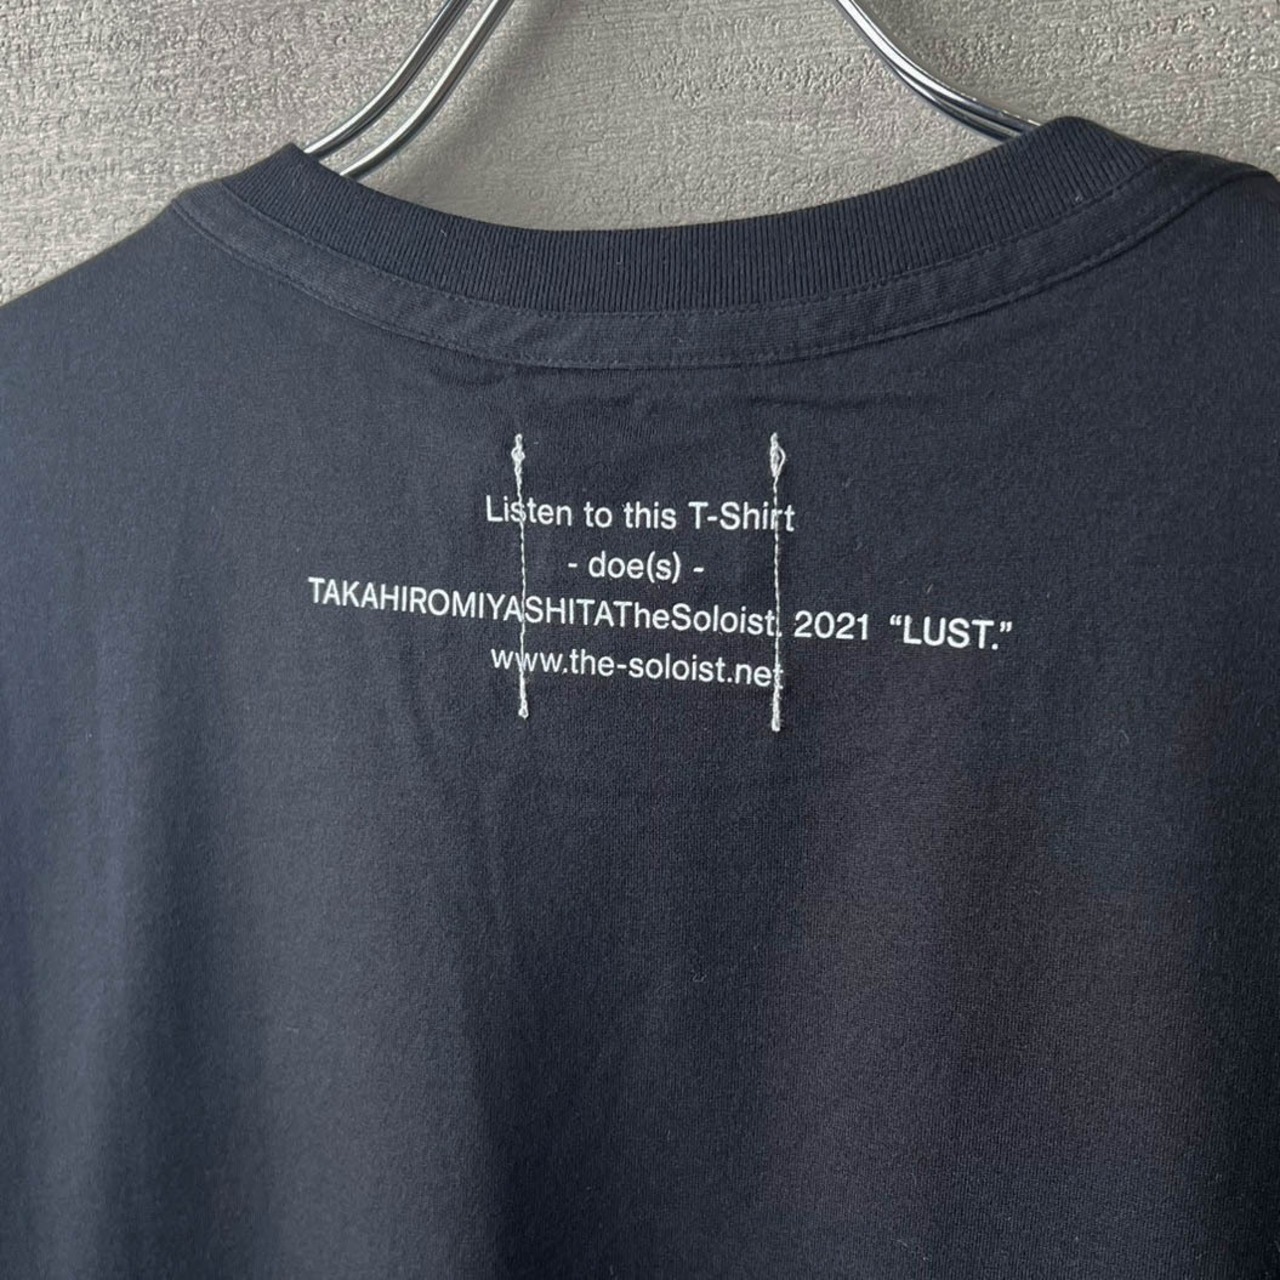 Listen to this T-Shirt
- doe(s) -
TAKAHIROMIYASHITATheSoloist. 2021 “LUST.”
www.the-soloist.net